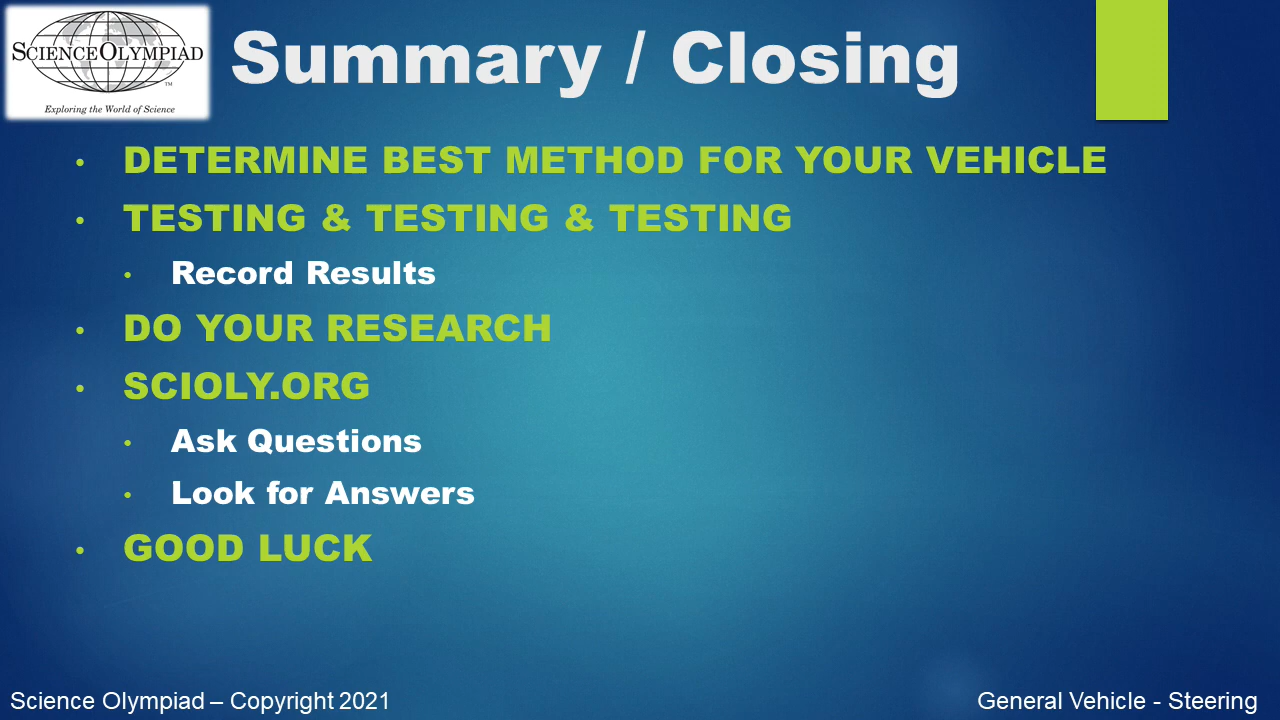 SCIENCE OLYMPIAD
TM
Exploring the World of Science
Summary / Closing
• DETERMINE BEST METHOD FOR YOUR VEHICLE
• TESTING & TESTING & TESTING
• Record Results
• DO YOUR RESEARCH
• SCIOLY.ORG
• Ask Questions
• Look for Answers
• GOOD LUCK
Science Olympiad – Copyright 2021
General Vehicle - Steering